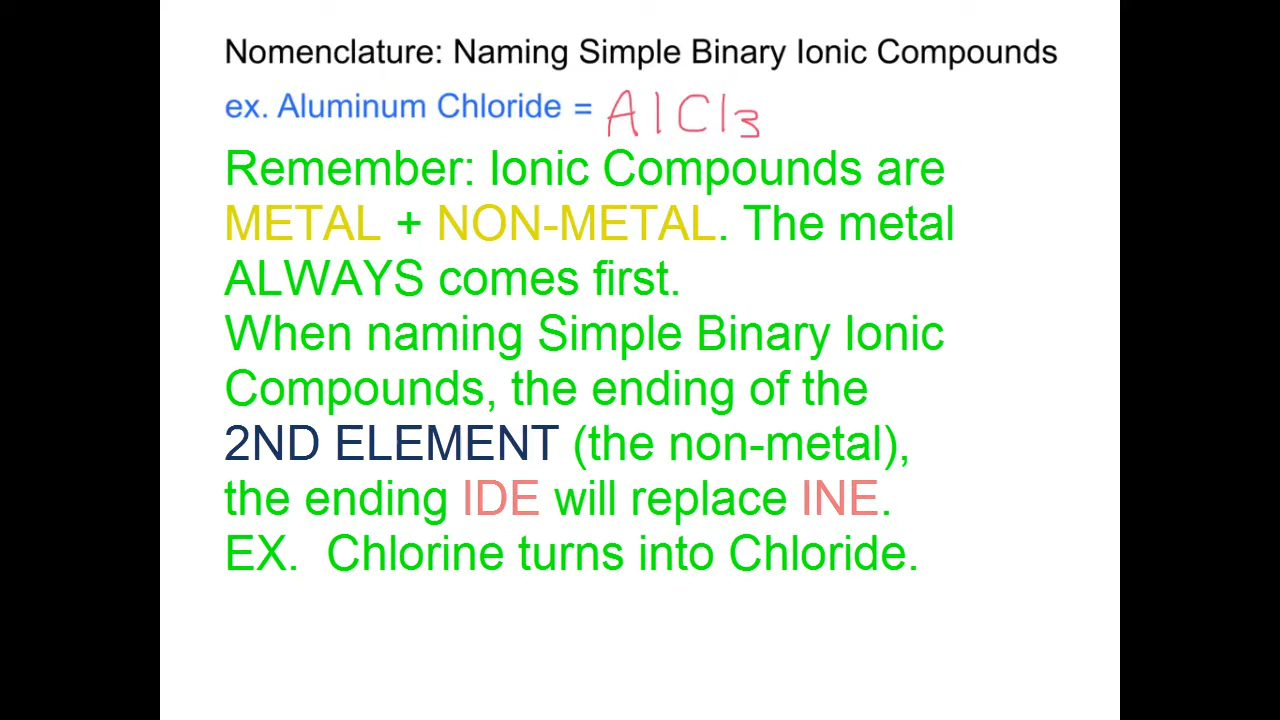 Nomenclature: Naming Simple Binary Ionic Compounds
ex. Aluminum Chloride = AlCl3
Remember: Ionic Compounds are
METAL + NON-METAL. The metal
ALWAYS comes first.
When naming Simple Binary Ionic
Compounds, the ending of the
2ND ELEMENT (the non-metal),
the ending IDE will replace INE.
EX.  Chlorine turns into Chloride.